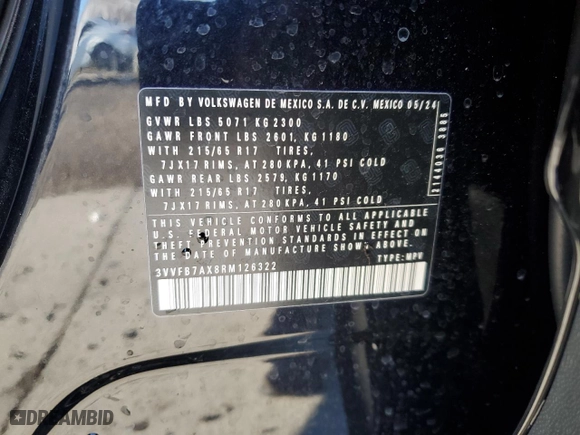 MFD BY VOLKSWAGEN DE MEXICO S.A. DE C.V. MEXICO 05/24
GVWR LBS 5071 KG 2300
GAWR FRONT LBS 2601, KG 1180
WITH 215/65 R17 TIRES,
7JX17 RIMS, AT 280 KPA, 41 PSI COLD
GAWR REAR LBS 2579, KG 1170
WITH 215/65 R17 TIRES,
7JX17 RIMS, AT 280 KPA, 41 PSI COLD
THIS VEHICLE CONFORMS TO ALL APPLICABLE
U.S. FEDERAL MOTOR VEHICLE SAFETY AND
THEFT PREVENTION STANDARDS IN EFFECT ON
THE DATE OF MANUFACTURE SHOWN ABOVE.
TYPE: MPV
3VVFB7AX8RM126322
DREAMBID